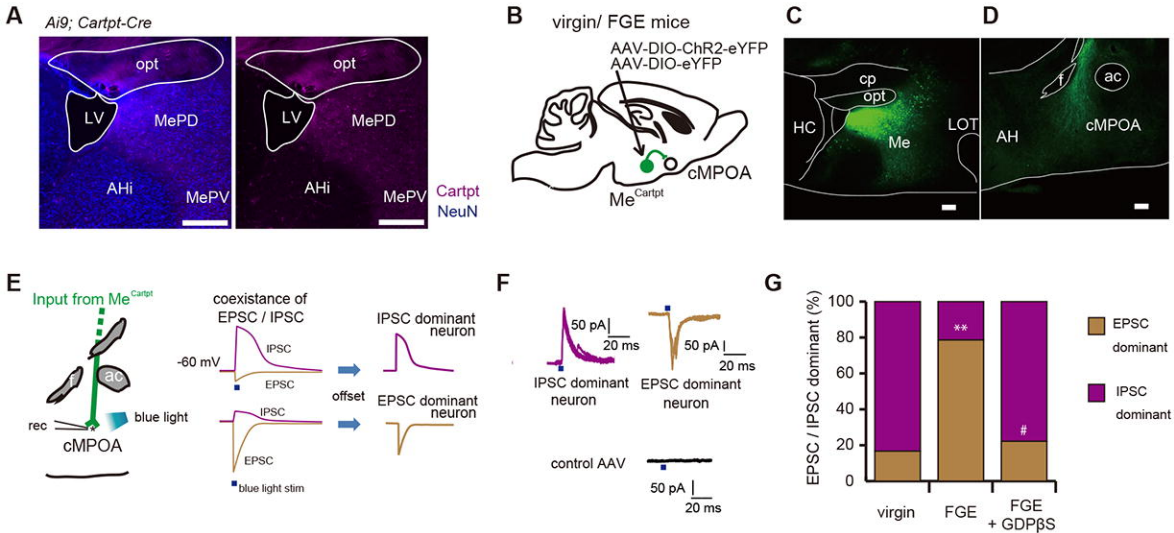 A
Ai9; Cartpt-Cre
opt
LV
MePD
AHi
MePV
opt
LV
MePD
AHi
MePV
Cartpt
NeuN
B
virgin/ FGE mice
AAV-DIO-ChR2-eYFP
AAV-DIO-eYFP
cMPOA
MeCartpt
C
cp
opt
HC
Me
LOT
D
f
ac
cMPOA
AH
E
Input from MeCartpt
f
ac
rec
blue light
cMPOA
coexistance of
EPSC / IPSC
-60 mV
IPSC
EPSC
IPSC
EPSC
blue light stim
offset
IPSC dominant
neuron
EPSC dominant
neuron
F
50 pA
20 ms
IPSC dominant
neuron
50 pA
20 ms
EPSC dominant
neuron
control AAV
50 pA
20 ms
G
EPSC / IPSC dominant (%)
100
80
60
40
20
0
**
#
virgin
FGE
FGE
+ GDPβS
EPSC
dominant
IPSC
dominant